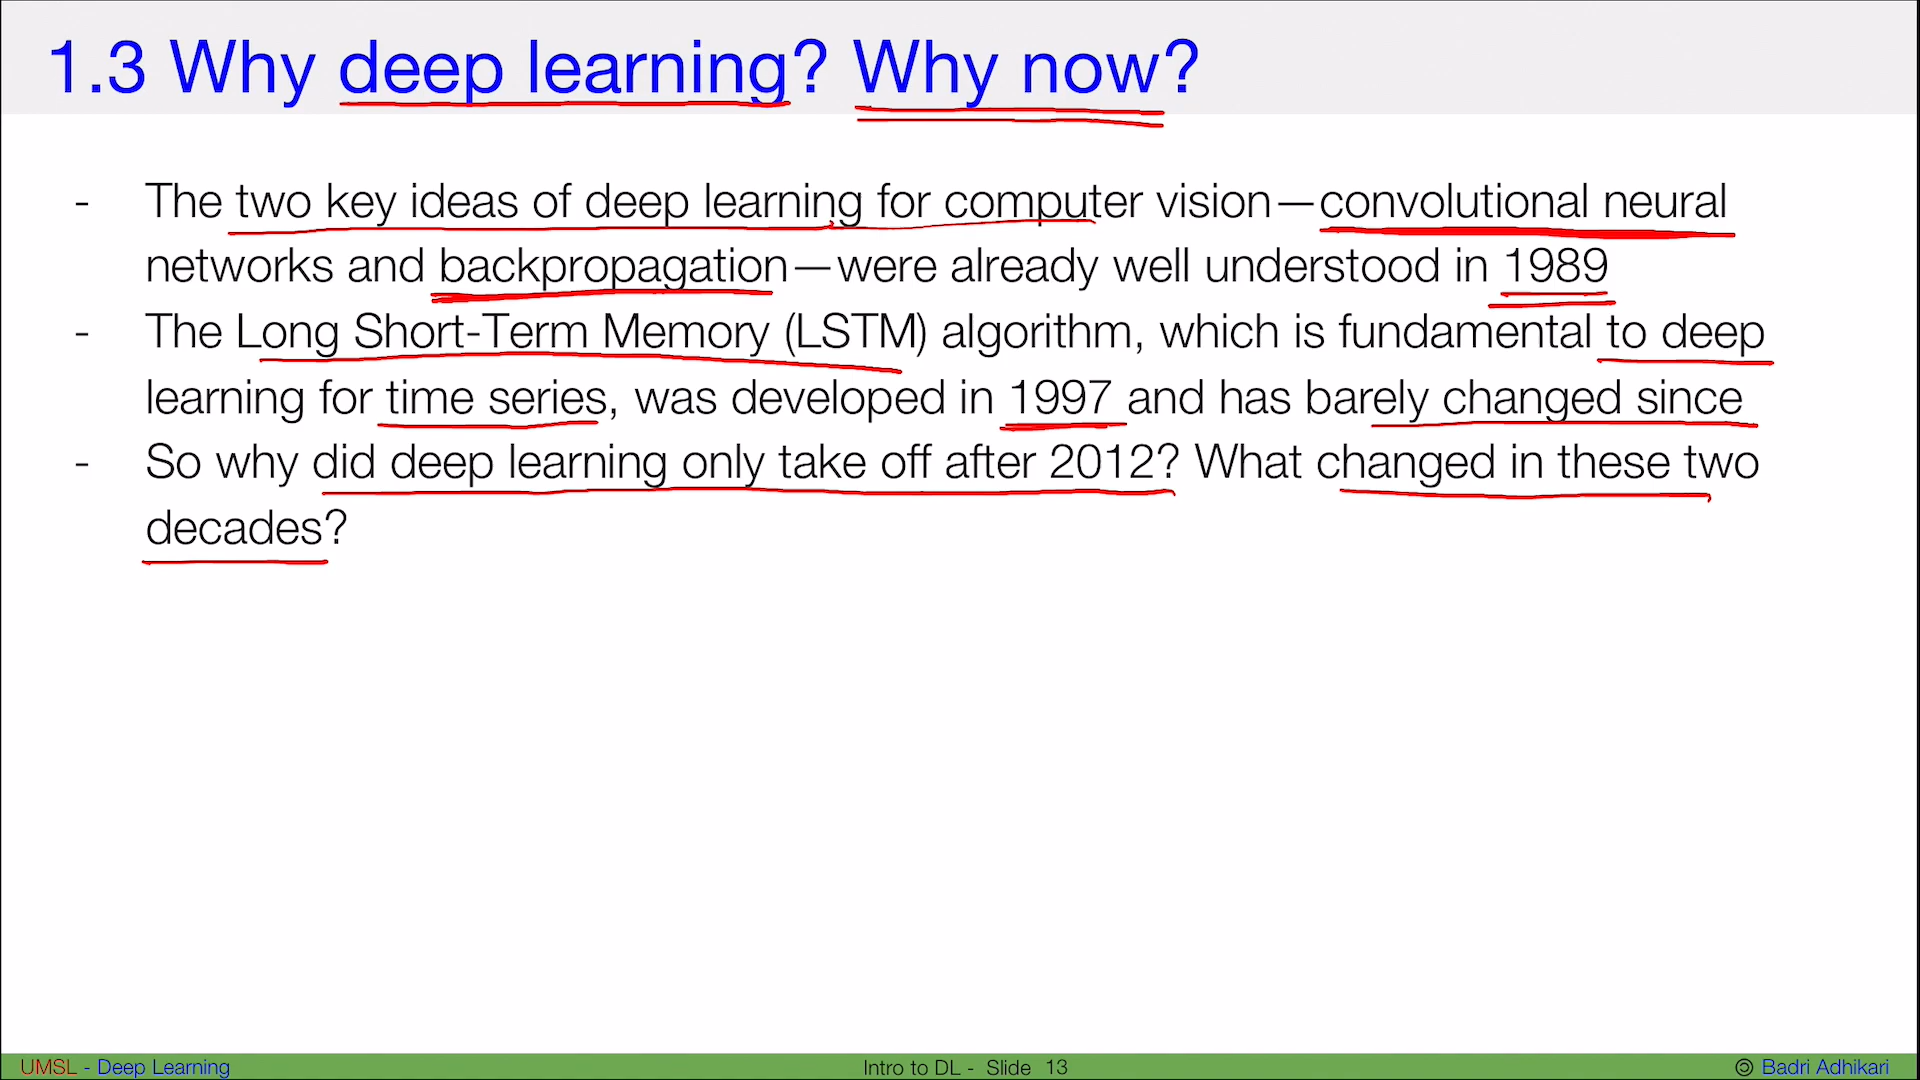 1.3 Why deep learning? Why now?
- The two key ideas of deep learning for computer vision—convolutional neural
networks and backpropagation—were already well understood in 1989
- The Long Short-Term Memory (LSTM) algorithm, which is fundamental to deep
learning for time series, was developed in 1997 and has barely changed since
- So why did deep learning only take off after 2012? What changed in these two
decades?
UMSL - Deep Learning
Intro to DL - Slide 13
© Badri Adhikari